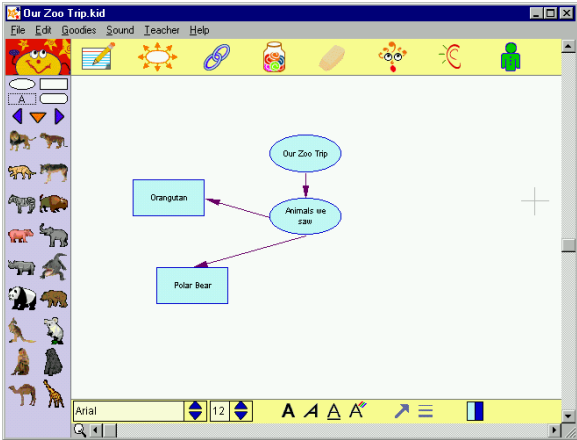 Our Zoo Trip.kid
File Edit Goodies Sound Teacher Help
A
Our Zoo Trip
Orangutan
Animals we
saw
Polar Bear
Arial 12 A A A A